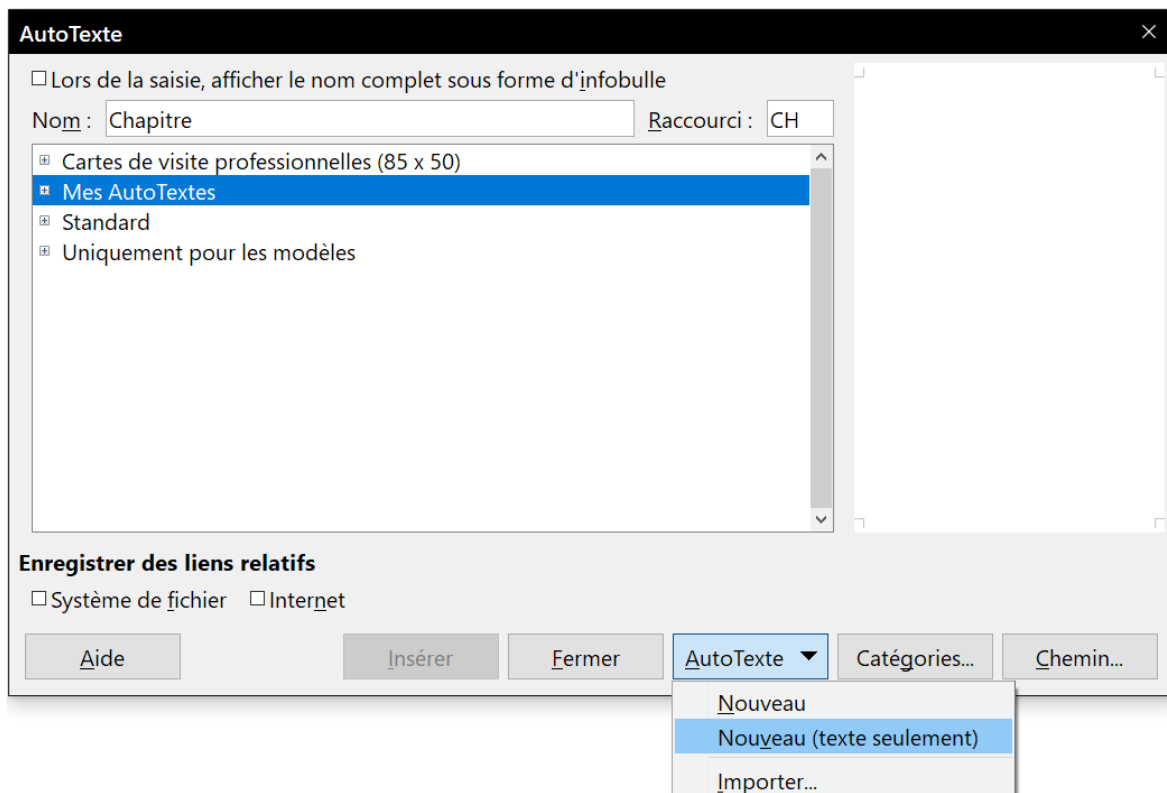 AutoTexte
Lors de la saisie, afficher le nom complet sous forme d'infobulle
Nom : Chapitre Raccourci : CH
Cartes de visite professionnelles (85 x 50)
Mes AutoTextes
Standard
Uniquement pour les modèles
Enregistrer des liens relatifs
Système de fichier Internet
Aide Insérer Fermer AutoTexte Catégories... Chemin...
Nouveau
Nouveau (texte seulement)
Importer...